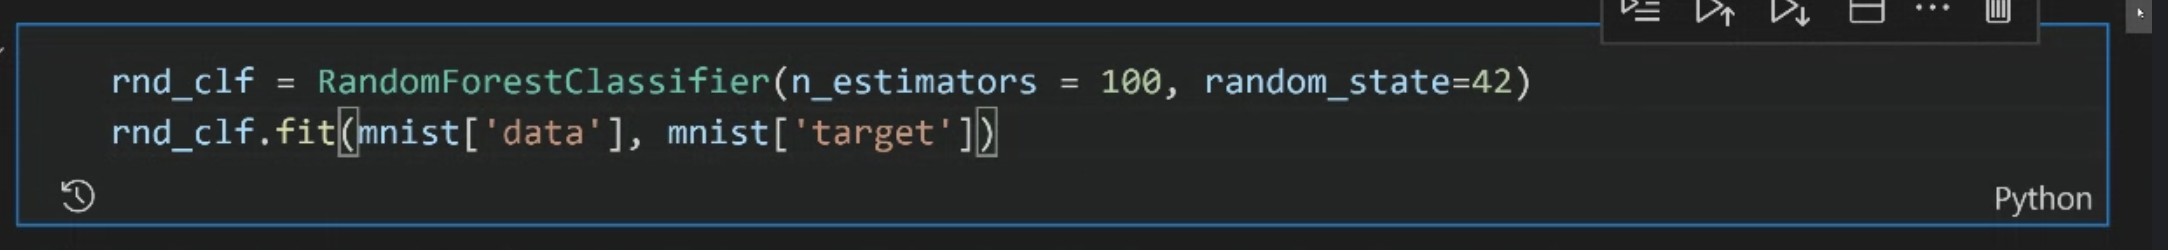 rnd_clf = RandomForestClassifier(n_estimators = 100, random_state=42)
rnd_clf.fit(mnist['data'], mnist['target'])
Python